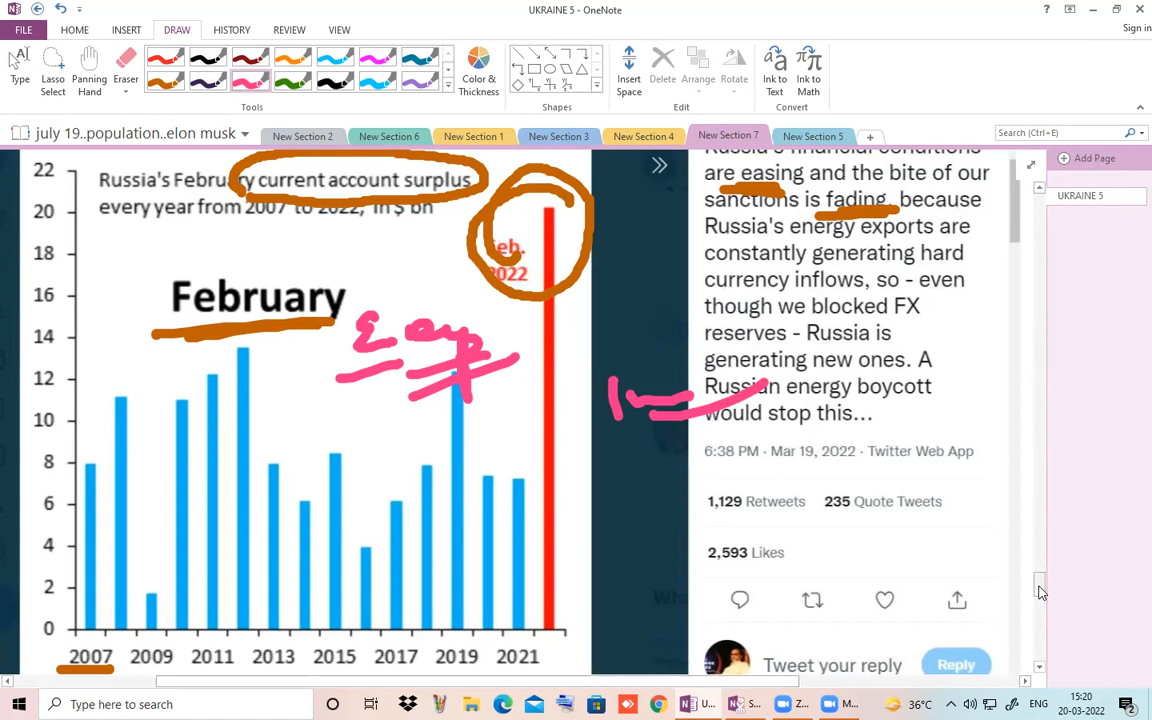 UKRAINE 5 - OneNote
?
FILE HOME INSERT DRAW HISTORY REVIEW VIEW
Sign in
Type Lasso Select Panning Hand Eraser
Color & Thickness
Insert Space Delete Arrange Rotate
Ink to Text Ink to Math
Tools Shapes Edit Convert
july 19..population..elon musk New Section 2 New Section 6 New Section 1 New Section 3 New Section 4 New Section 7 New Section 5
Search (Ctrl+E)
Add Page
UKRAINE 5
Russia's February current account surplus
every year from 2007 to 2022, in $ bn
22
20
18
16
14
12
10
8
6
4
2
0
Feb.
2022
February
2007 2009 2011 2013 2015 2017 2019 2021
Russia's financial conditions
are easing and the bite of our
sanctions is fading, because
Russia's energy exports are
constantly generating hard
currency inflows, so - even
though we blocked FX
reserves - Russia is
generating new ones. A
Russian energy boycott
would stop this...
6:38 PM · Mar 19, 2022 · Twitter Web App
1,129 Retweets 235 Quote Tweets
2,593 Likes
Tweet your reply
Reply
Type here to search
36°C
ENG
15:20
20-03-2022
2